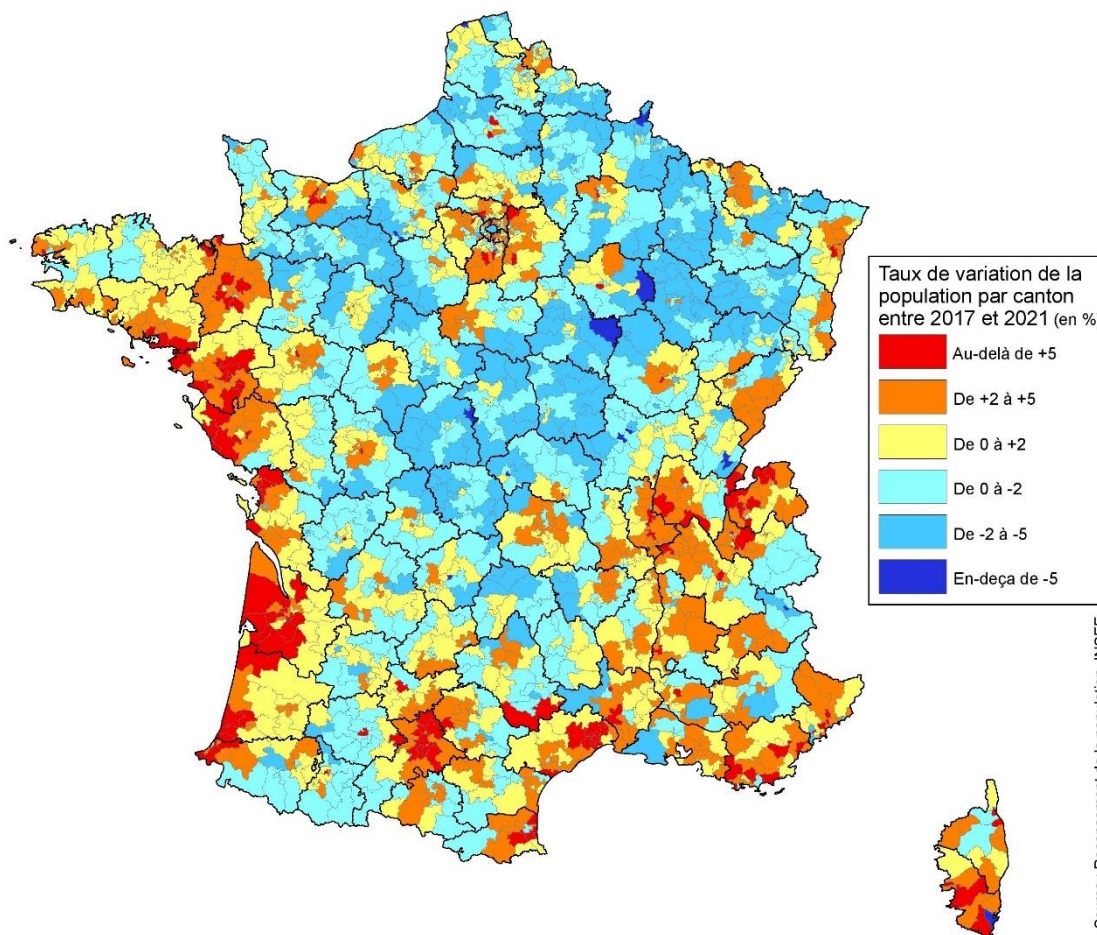 Taux de variation de la
population par canton
entre 2017 et 2021 (en %
Au-delà de +5
De +2 à +5
De 0 à +2
De 0 à -2
De -2 à -5
En-deça de -5